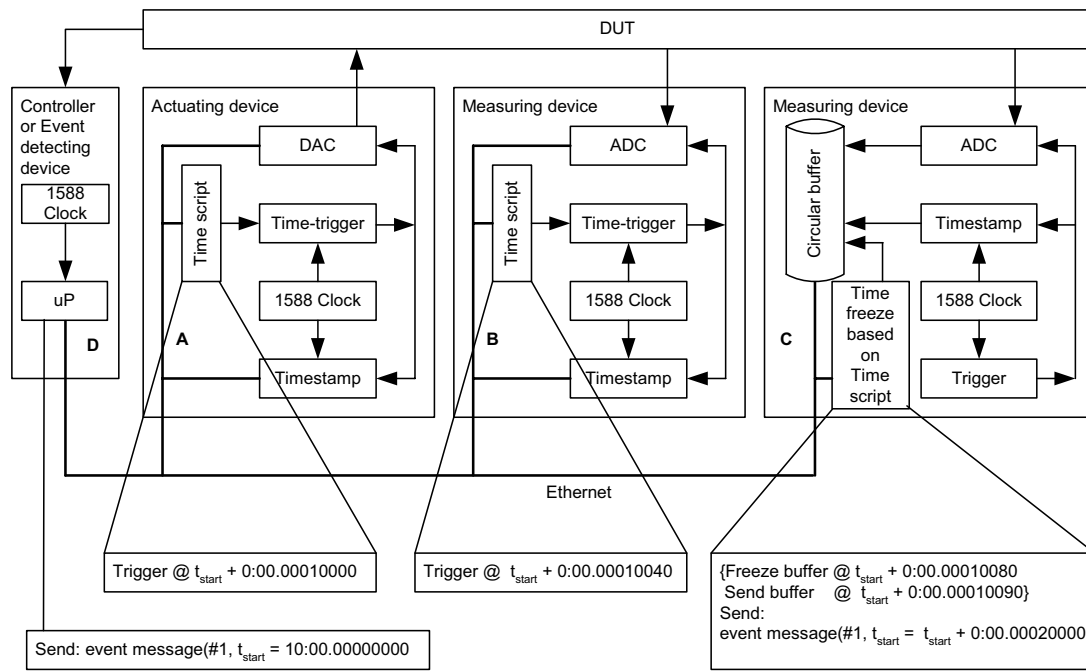 DUT
Controller
or Event
detecting
device
1588
Clock
uP
D
Actuating device
DAC
Time script
Time-trigger
1588 Clock
A
Timestamp
Measuring device
ADC
Time script
Time-trigger
1588 Clock
B
Timestamp
Measuring device
Circular buffer
ADC
Timestamp
Time
freeze
based
on
Time
script
1588 Clock
C
Trigger
Ethernet
Trigger @ tstart + 0:00.00010000
Trigger @ tstart + 0:00.00010040
{Freeze buffer @ tstart + 0:00.00010080
Send buffer @ tstart + 0:00.00010090}
Send:
event message(#1, tstart = tstart + 0:00.00020000
Send: event message(#1, tstart = 10:00.00000000